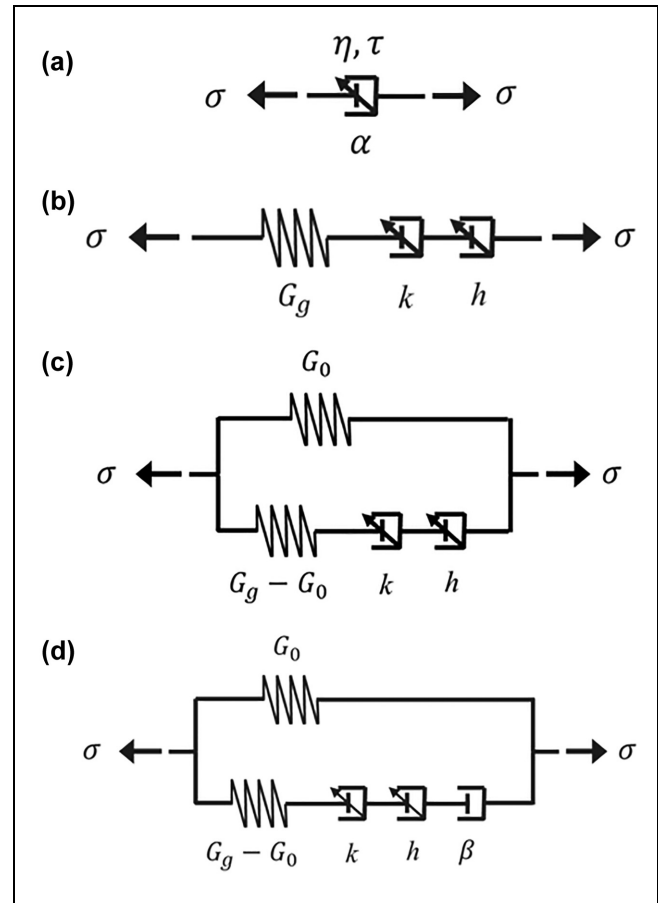 (a)
η, τ
σ σ
α
(b)
σ σ
G_g k h
(c)
G_0
σ σ
G_g − G_0 k h
(d)
G_0
σ σ
G_g − G_0 k h β